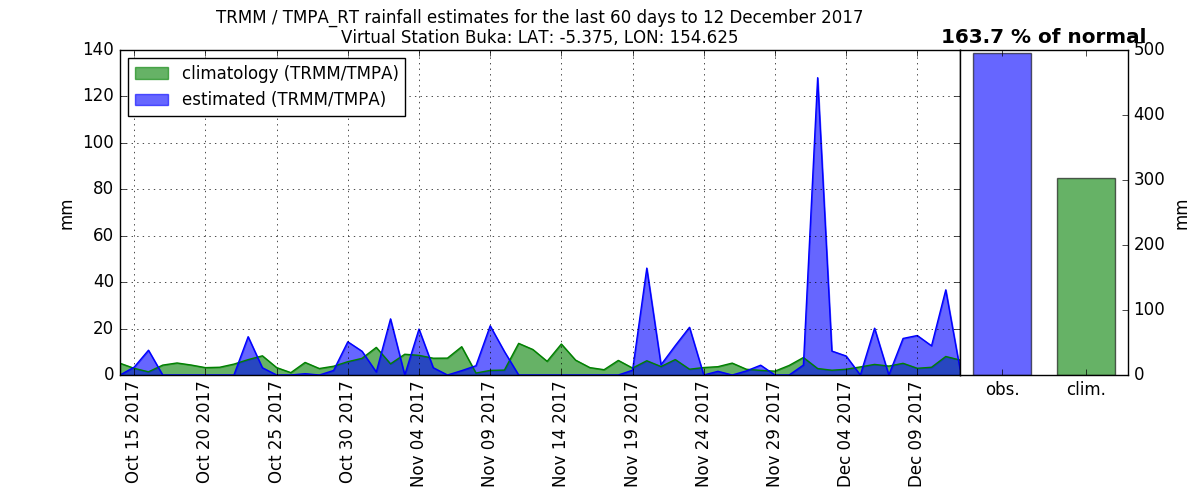 TRMM / TMPA_RT rainfall estimates for the last 60 days to 12 December 2017
Virtual Station Buka: LAT: -5.375, LON: 154.625
163.7 % of normal
climatology (TRMM/TMPA)
estimated (TRMM/TMPA)
140
120
100
80
60
40
20
0
mm
Oct 15 2017
Oct 20 2017
Oct 25 2017
Oct 30 2017
Nov 04 2017
Nov 09 2017
Nov 14 2017
Nov 19 2017
Nov 24 2017
Nov 29 2017
Dec 04 2017
Dec 09 2017
500
400
300
200
100
0
mm
obs.
clim.